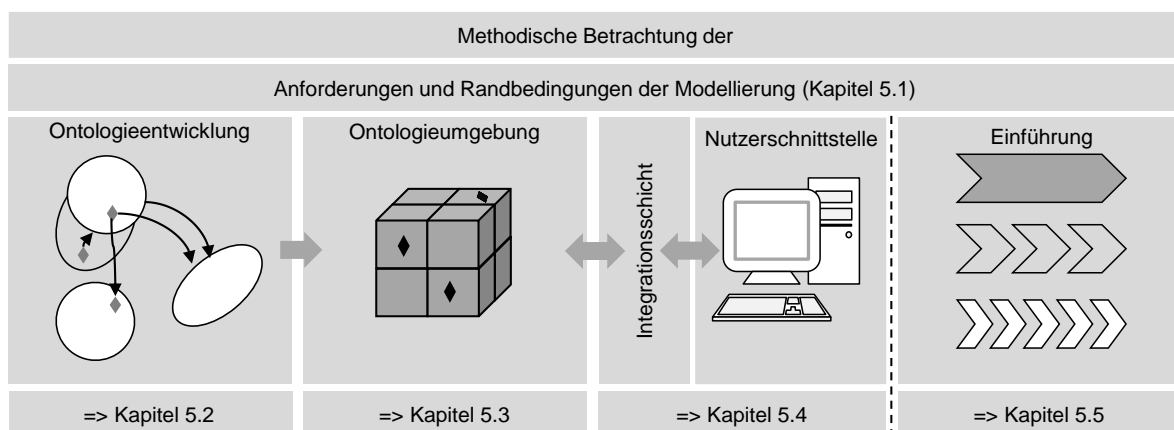 Methodische Betrachtung der
Anforderungen und Randbedingungen der Modellierung (Kapitel 5.1)
Ontologieentwicklung
Ontologieumgebung
Integrationsschicht
Nutzerschnittstelle
Einführung
=> Kapitel 5.2
=> Kapitel 5.3
=> Kapitel 5.4
=> Kapitel 5.5